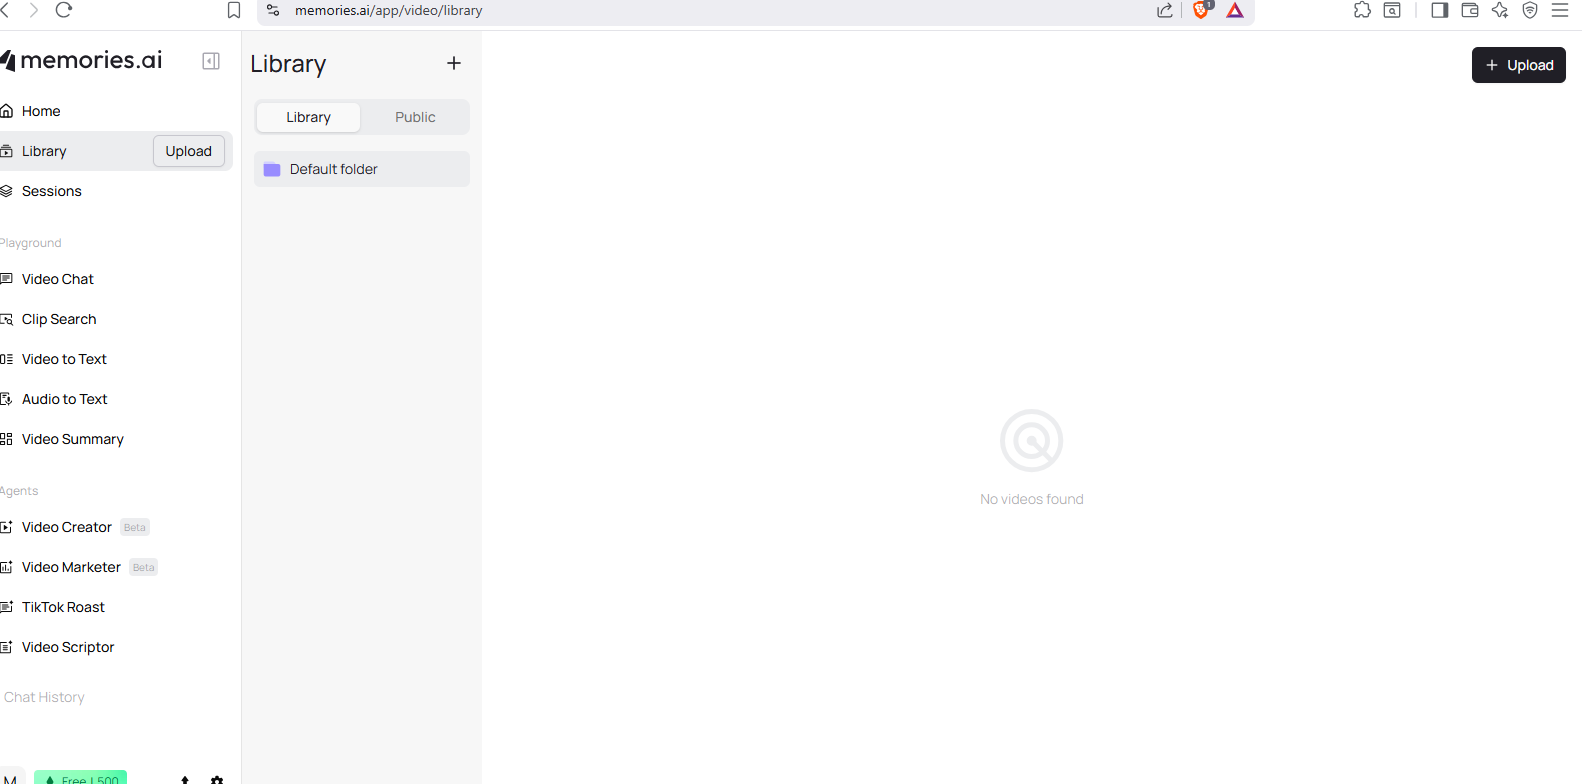 memories.ai/app/video/library
1
memories.ai
Home
Library
Upload
Sessions
Playground
Video Chat
Clip Search
Video to Text
Audio to Text
Video Summary
Agents
Video Creator Beta
Video Marketer Beta
TikTok Roast
Video Scriptor
Chat History
M
Free | 500
Library
Library
Public
Default folder
Upload
No videos found